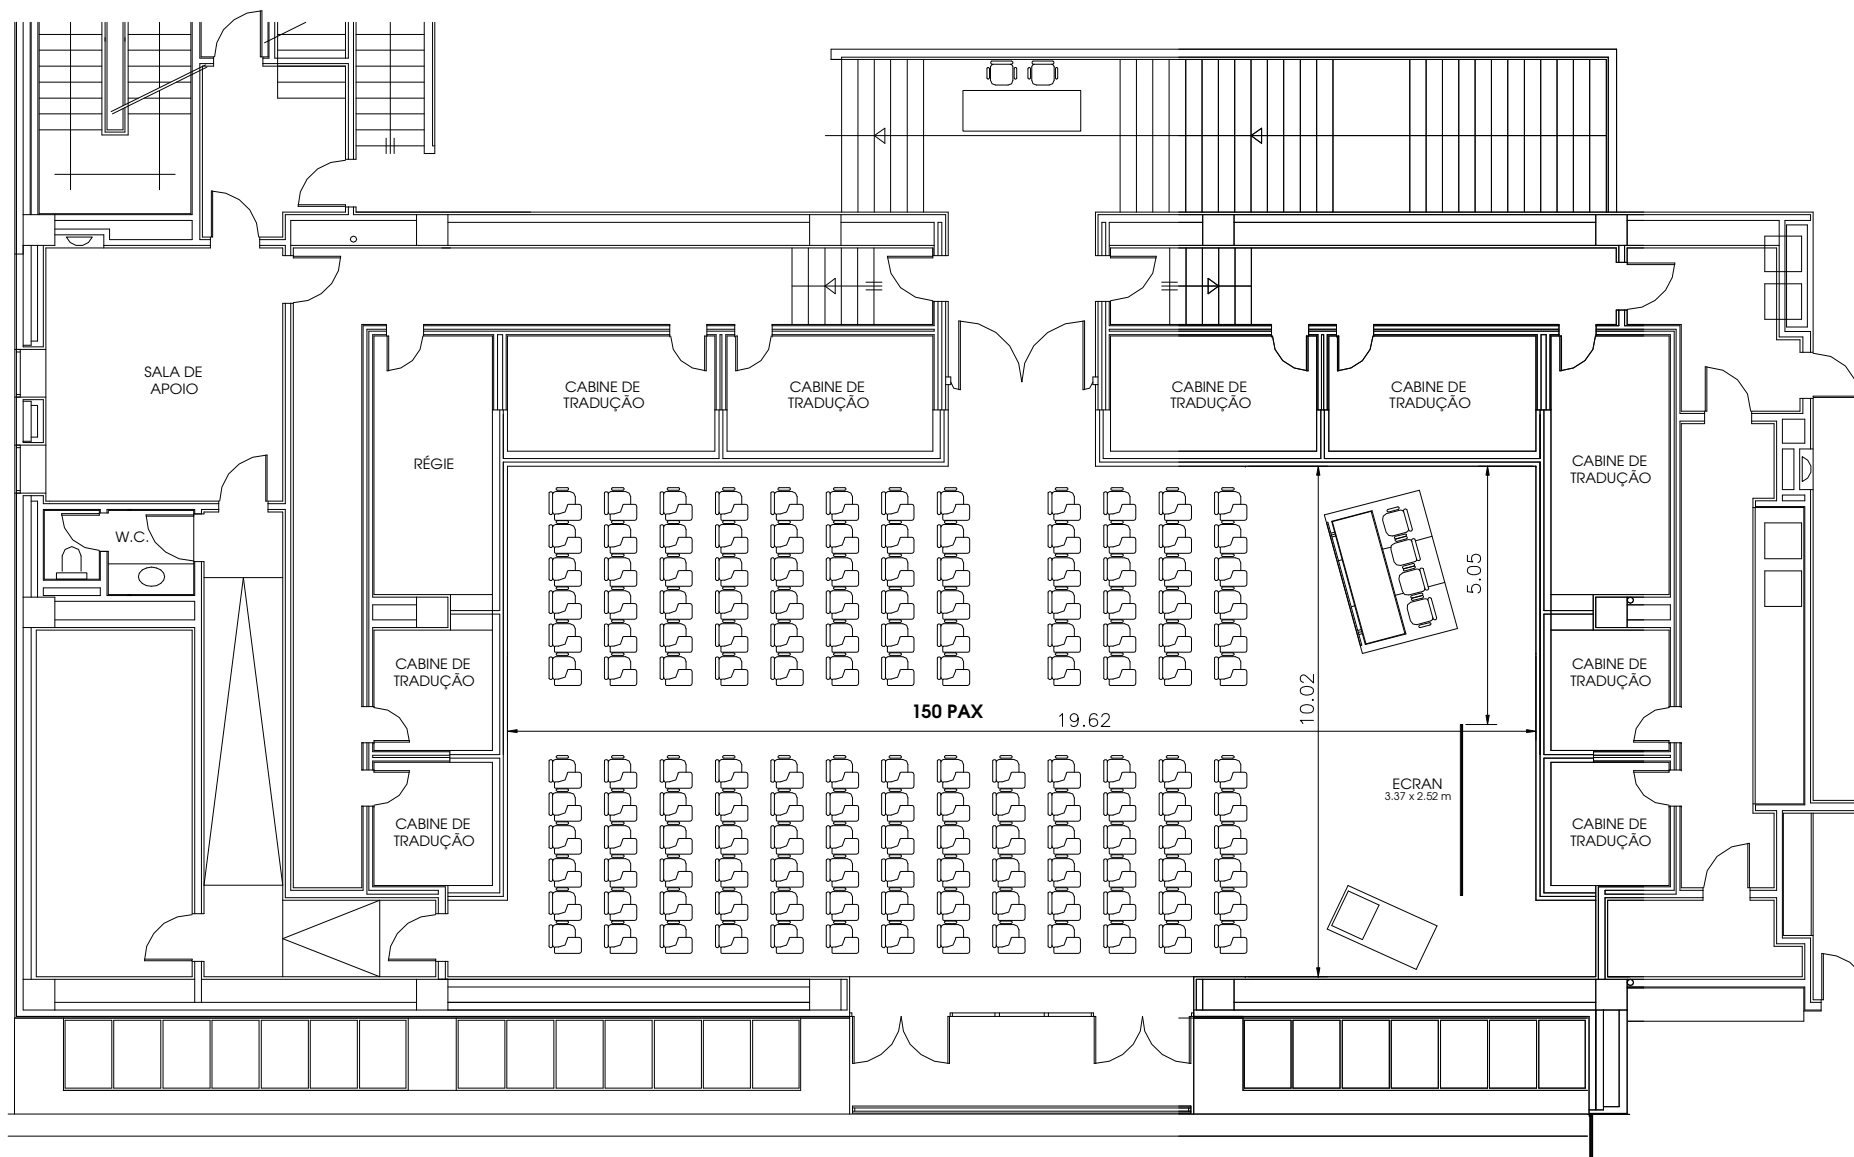 SALA DE
APOIO
CABINE DE
TRADUÇÃO
CABINE DE
TRADUÇÃO
CABINE DE
TRADUÇÃO
CABINE DE
TRADUÇÃO
RÉGIE
CABINE DE
TRADUÇÃO
W.C.
5.05
CABINE DE
TRADUÇÃO
CABINE DE
TRADUÇÃO
10.02
150 PAX
19.62
ECRAN
3.37 x 2.52 m
CABINE DE
TRADUÇÃO
CABINE DE
TRADUÇÃO